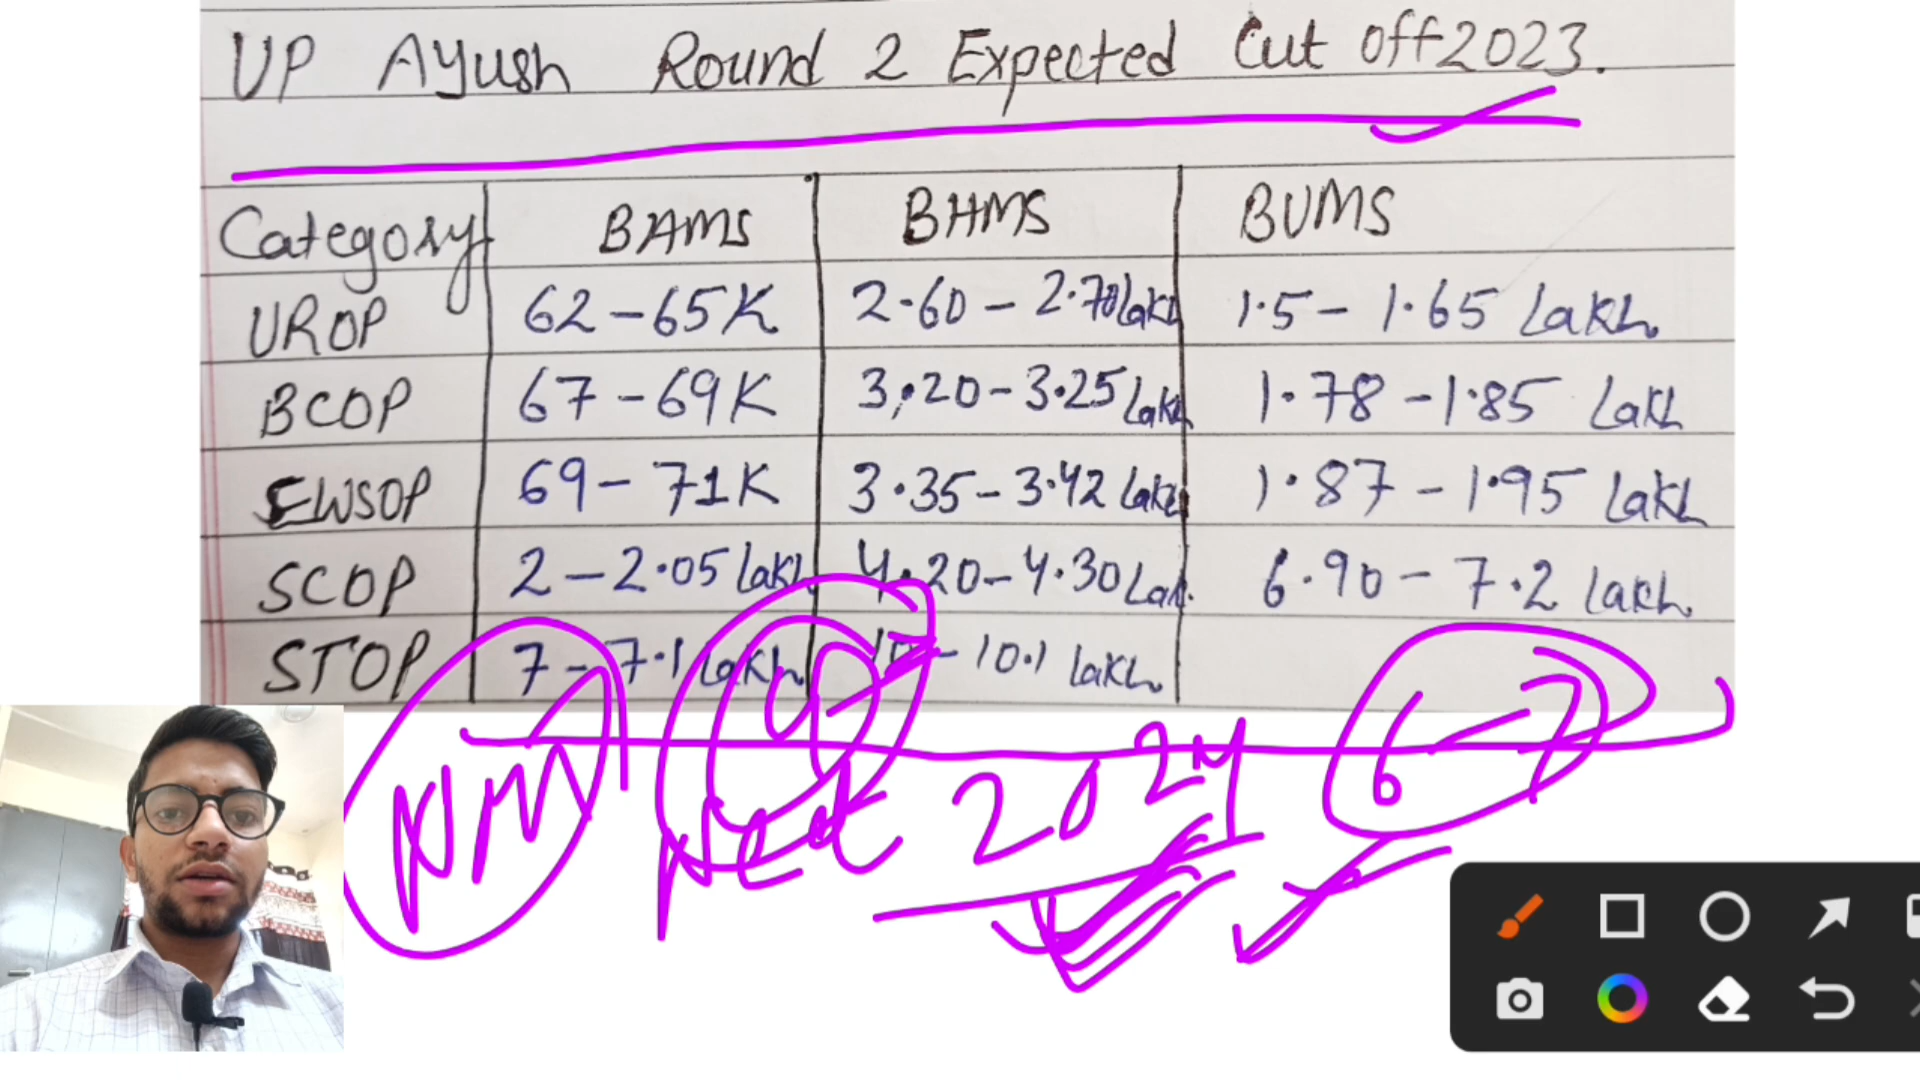 UP Ayush Round 2 Expected Cut off 2023.
Category BAMS BHMS BUMS
UROP 62-65K 2.60-2.70 Lakh 1.5-1.65 Lakh
BCOP 67-69K 3.20-3.25 Lakh 1.78-1.85 Lakh
EWSOP 69-71K 3.35-3.42 Lakh 1.87-1.95 Lakh
SCOP 2-2.05 Lakh 4.20-4.30 Lak. 6.90-7.2 Lakh
STOP 7-7.1 Lakh 10-10.1 Lakh
2024 6-7